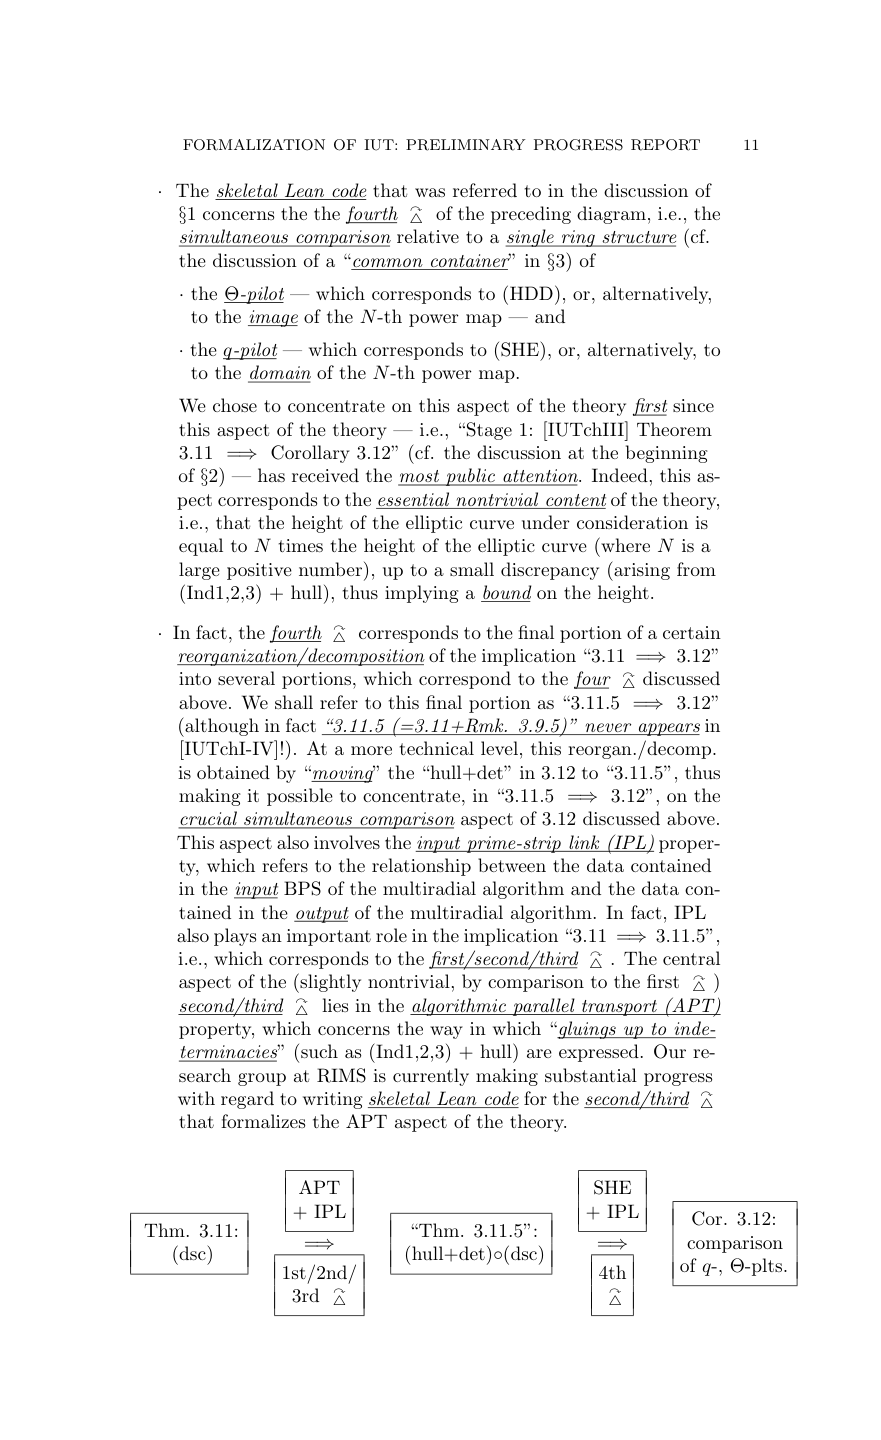 FORMALIZATION OF IUT: PRELIMINARY PROGRESS REPORT 11
· The skeletal Lean code that was referred to in the discussion of
§1 concerns the the fourth ↷△ of the preceding diagram, i.e., the
simultaneous comparison relative to a single ring structure (cf.
the discussion of a “common container” in §3) of
· the Θ-pilot — which corresponds to (HDD), or, alternatively,
to the image of the N-th power map — and
· the q-pilot — which corresponds to (SHE), or, alternatively, to
to the domain of the N-th power map.
We chose to concentrate on this aspect of the theory first since
this aspect of the theory — i.e., “Stage 1: [IUTchIII] Theorem
3.11 ⟹ Corollary 3.12” (cf. the discussion at the beginning
of §2) — has received the most public attention. Indeed, this as-
pect corresponds to the essential nontrivial content of the theory,
i.e., that the height of the elliptic curve under consideration is
equal to N times the height of the elliptic curve (where N is a
large positive number), up to a small discrepancy (arising from
(Ind1,2,3) + hull), thus implying a bound on the height.
· In fact, the fourth ↷△ corresponds to the final portion of a certain
reorganization/decomposition of the implication “3.11 ⟹ 3.12”
into several portions, which correspond to the four ↷△ discussed
above. We shall refer to this final portion as “3.11.5 ⟹ 3.12”
(although in fact “3.11.5 (=3.11+Rmk. 3.9.5)” never appears in
[IUTchI-IV]!). At a more technical level, this reorgan./decomp.
is obtained by “moving” the “hull+det” in 3.12 to “3.11.5”, thus
making it possible to concentrate, in “3.11.5 ⟹ 3.12”, on the
crucial simultaneous comparison aspect of 3.12 discussed above.
This aspect also involves the input prime-strip link (IPL) proper-
ty, which refers to the relationship between the data contained
in the input BPS of the multiradial algorithm and the data con-
tained in the output of the multiradial algorithm. In fact, IPL
also plays an important role in the implication “3.11 ⟹ 3.11.5”,
i.e., which corresponds to the first/second/third ↷△ . The central
aspect of the (slightly nontrivial, by comparison to the first ↷△ )
second/third ↷△ lies in the algorithmic parallel transport (APT)
property, which concerns the way in which “gluings up to inde-
terminacies” (such as (Ind1,2,3) + hull) are expressed. Our re-
search group at RIMS is currently making substantial progress
with regard to writing skeletal Lean code for the second/third ↷△
that formalizes the APT aspect of the theory.
Thm. 3.11:
(dsc)
APT
+ IPL
⟹
1st/2nd/
3rd ↷△
“Thm. 3.11.5”:
(hull+det)∘(dsc)
SHE
+ IPL
⟹
4th
↷△
Cor. 3.12:
comparison
of q-, Θ-plts.